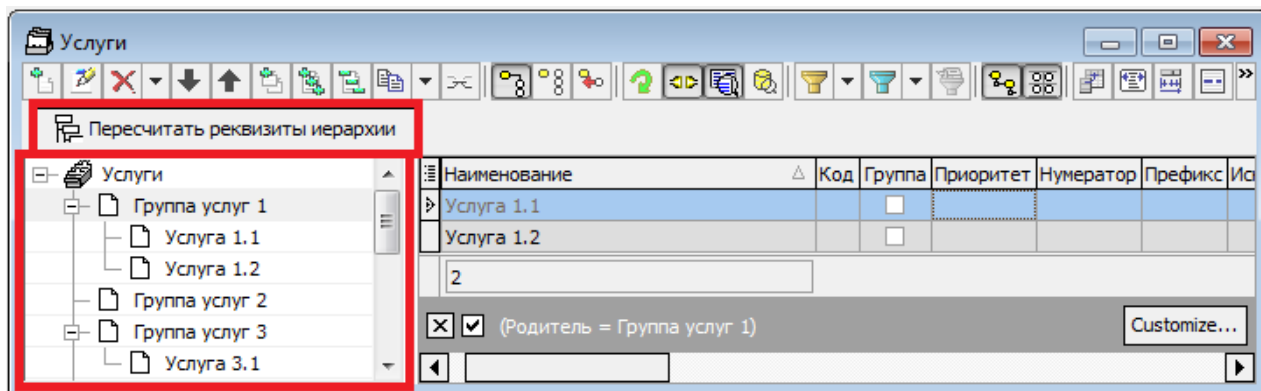 Услуги
Пересчитать реквизиты иерархии
Услуги
Группа услуг 1
Услуга 1.1
Услуга 1.2
Группа услуг 2
Группа услуг 3
Услуга 3.1
Наименование Код Группа Приоритет Нумератор Префикс
Услуга 1.1
Услуга 1.2
2
(Родитель = Группа услуг 1) Customize...